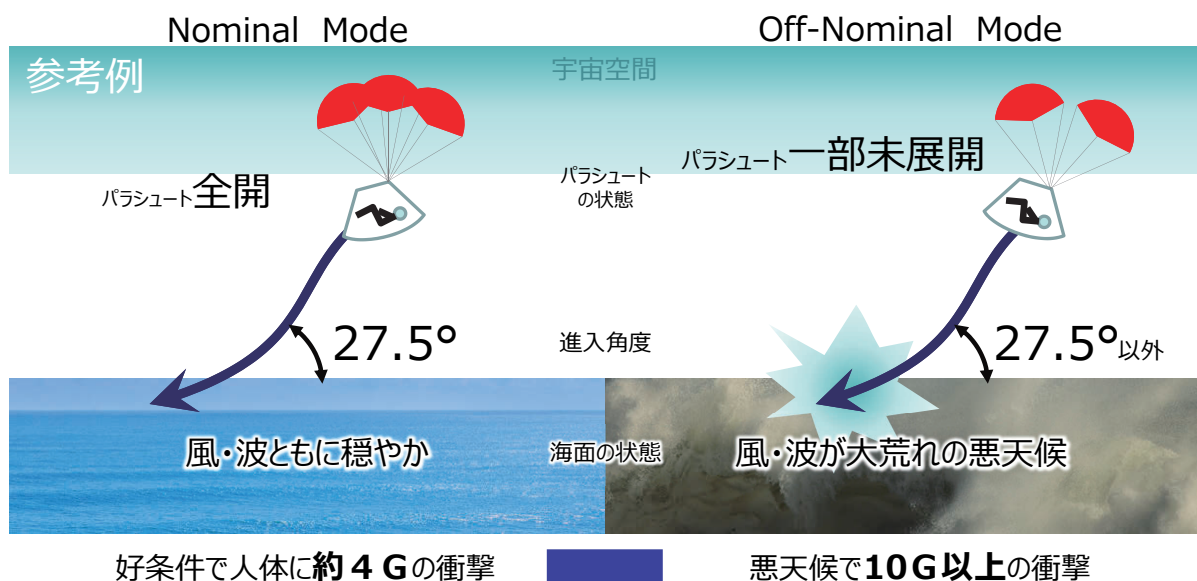 Nominal Mode
Off-Nominal Mode
参考例
宇宙空間
パラシュート全開
パラシュート
の状態
パラシュート一部未展開
27.5°
進入角度
27.5°以外
風・波ともに穏やか
海面の状態
風・波が大荒れの悪天候
好条件で人体に約4Gの衝撃
悪天候で10G以上の衝撃